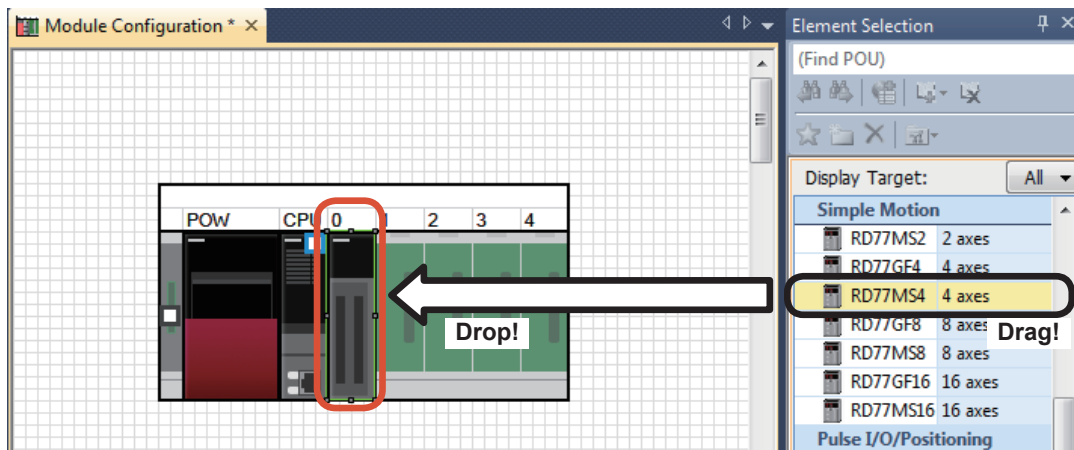 Module Configuration *
Element Selection
(Find POU)
Display Target: All
Simple Motion
RD77MS2 2 axes
RD77GF4 4 axes
RD77MS4 4 axes
RD77GF8 8 axes
RD77MS8 8 axes
RD77GF16 16 axes
RD77MS16 16 axes
Pulse I/O/Positioning
POW CPU 0 1 2 3 4
Drop!
Drag!